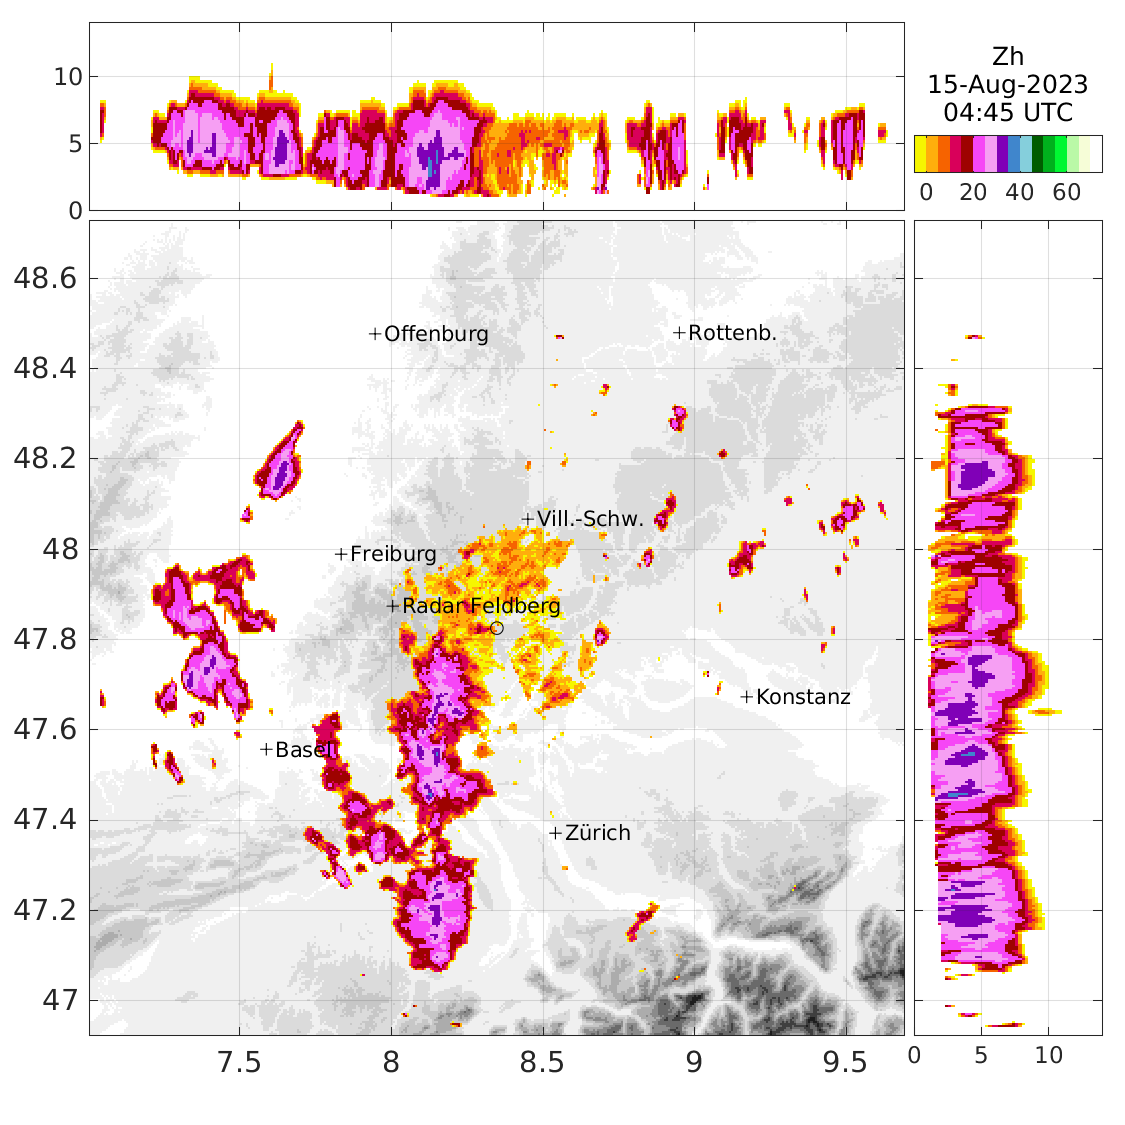 Zh
15-Aug-2023
04:45 UTC
0 20 40 60
10
5
0
48.6
48.4
48.2
48
47.8
47.6
47.4
47.2
47
+Offenburg
+Rottenb.
+Vill.-Schw.
+Freiburg
+Radar Feldberg
+Konstanz
+Basel
+Zürich
7.5 8 8.5 9 9.5
0 5 10